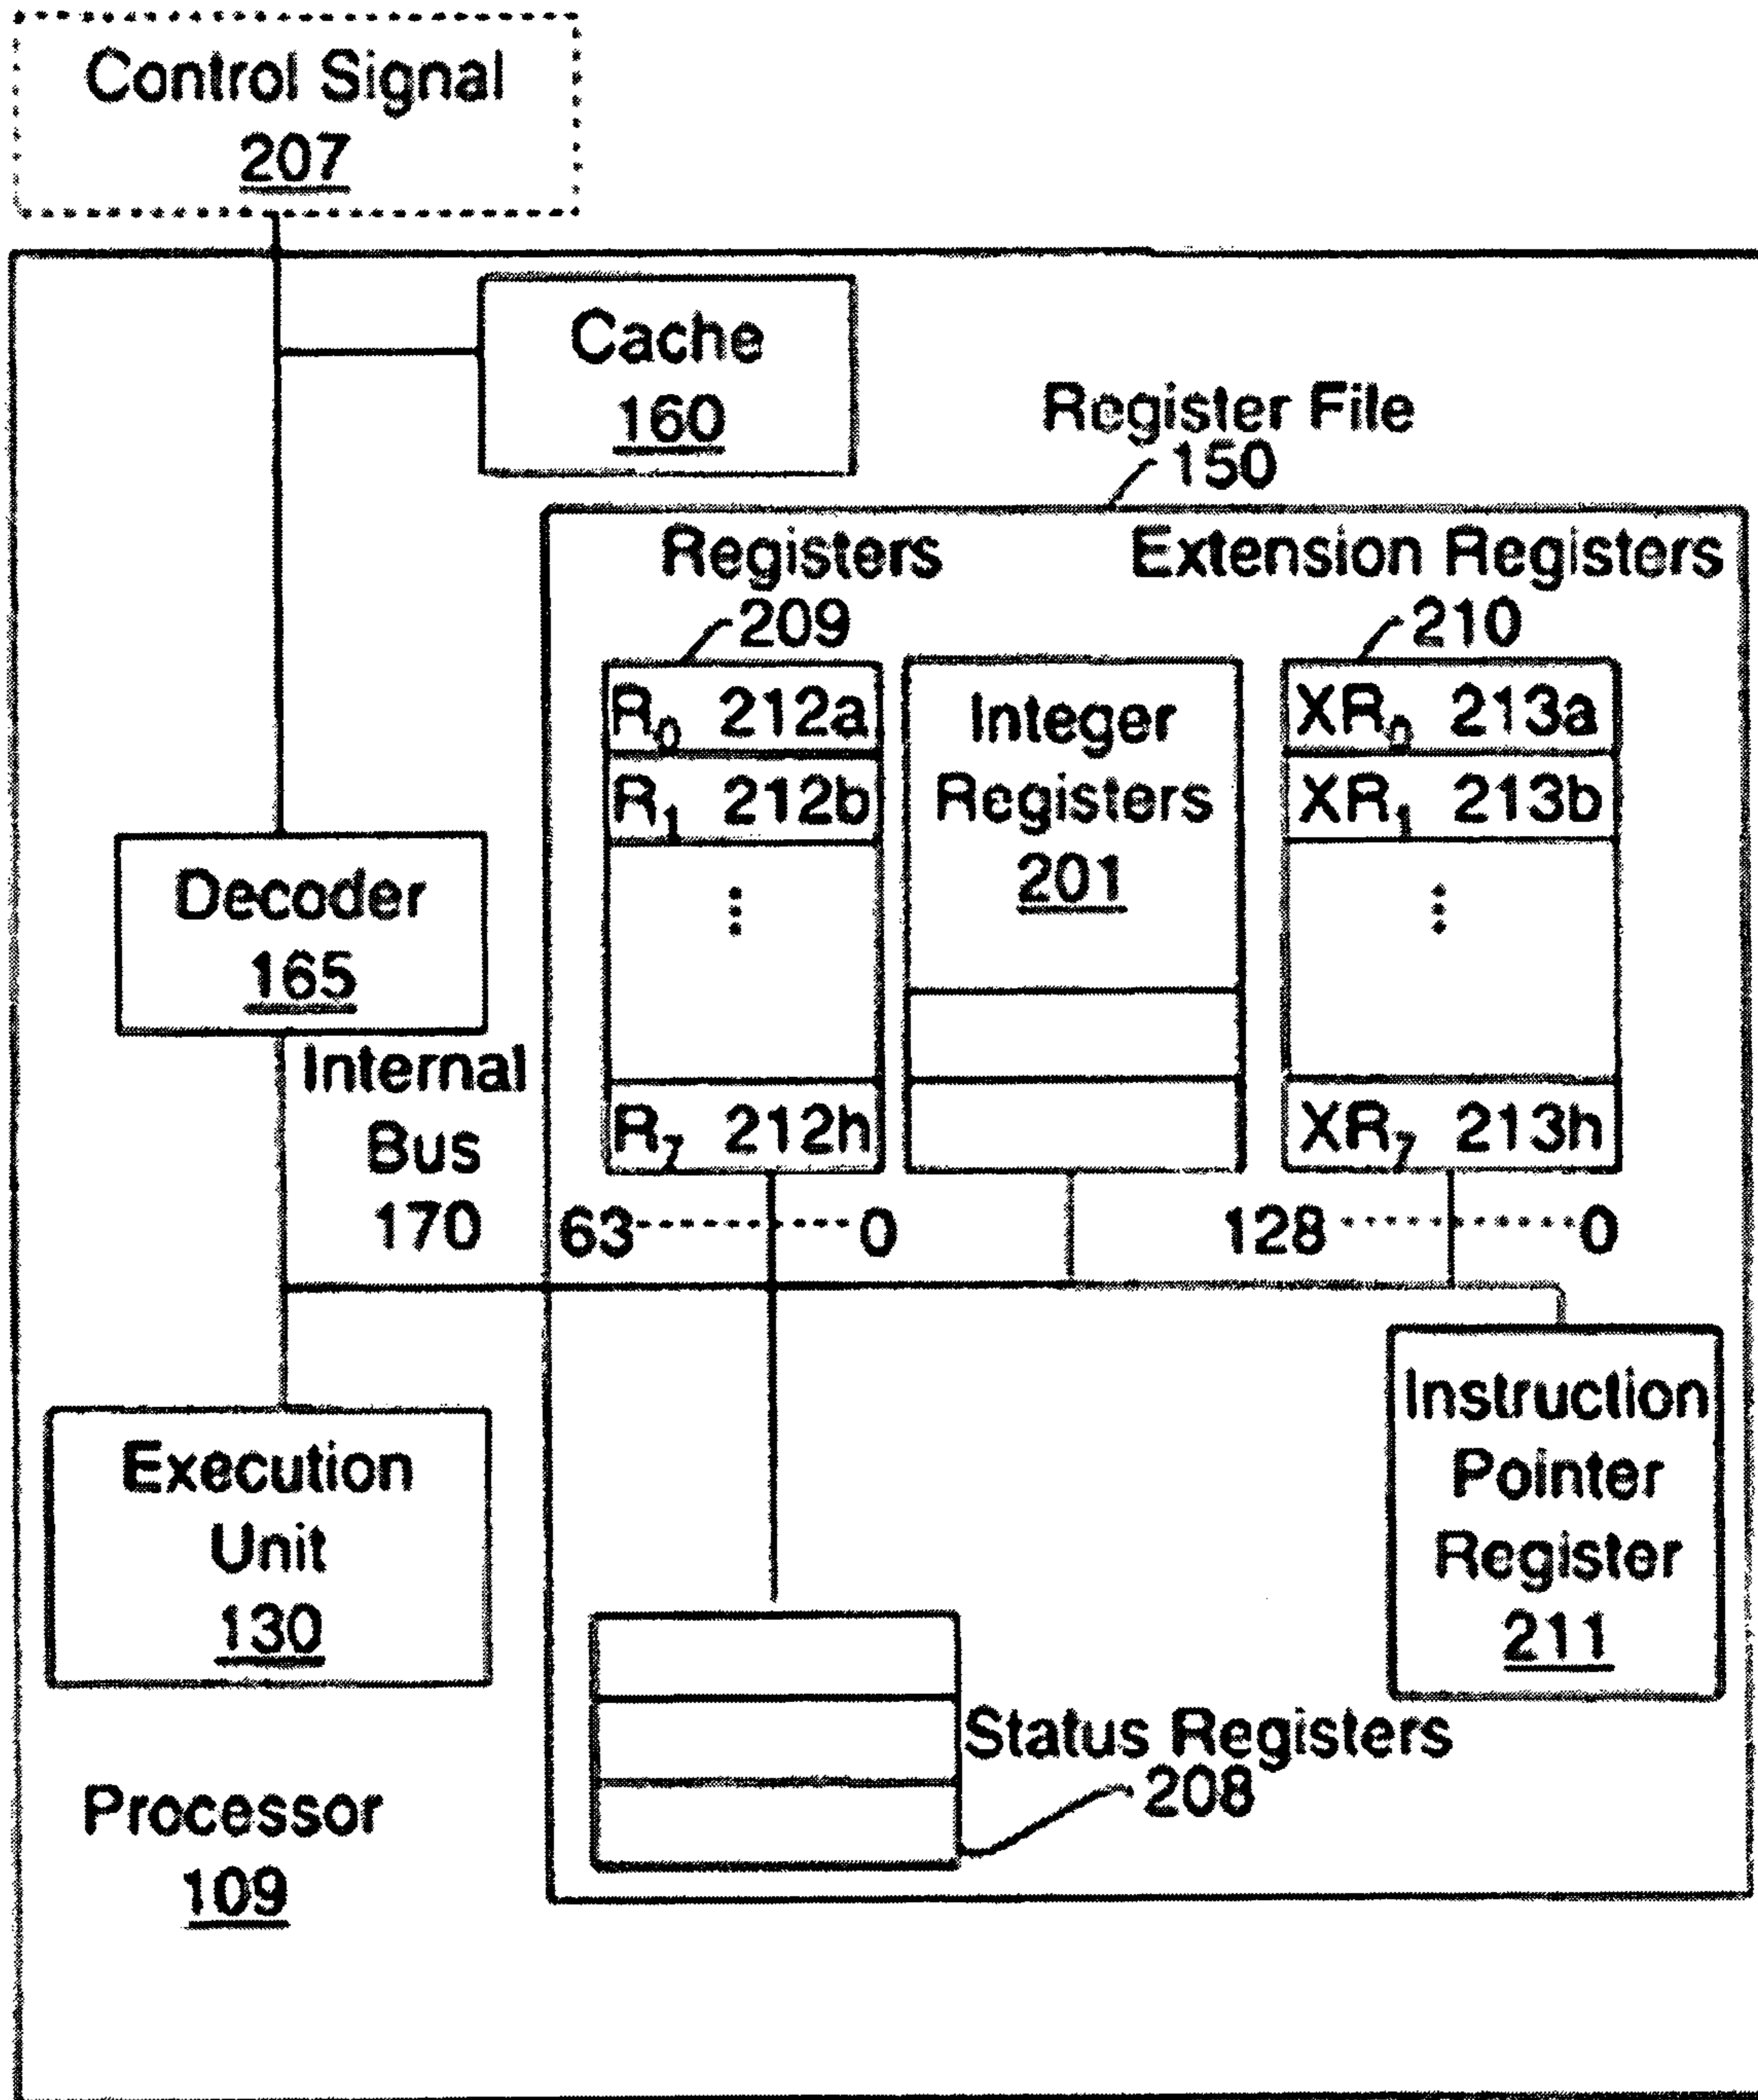 Control Signal
207
Cache
160
Register File
150
Registers
209
Extension Registers
210
R0 212a
R1 212b
⋮
R7 212h
Integer
Registers
201
XR0 213a
XR1 213b
⋮
XR7 213h
63 0
128 0
Decoder
165
Internal
Bus
170
Execution
Unit
130
Instruction
Pointer
Register
211
Status Registers
208
Processor
109